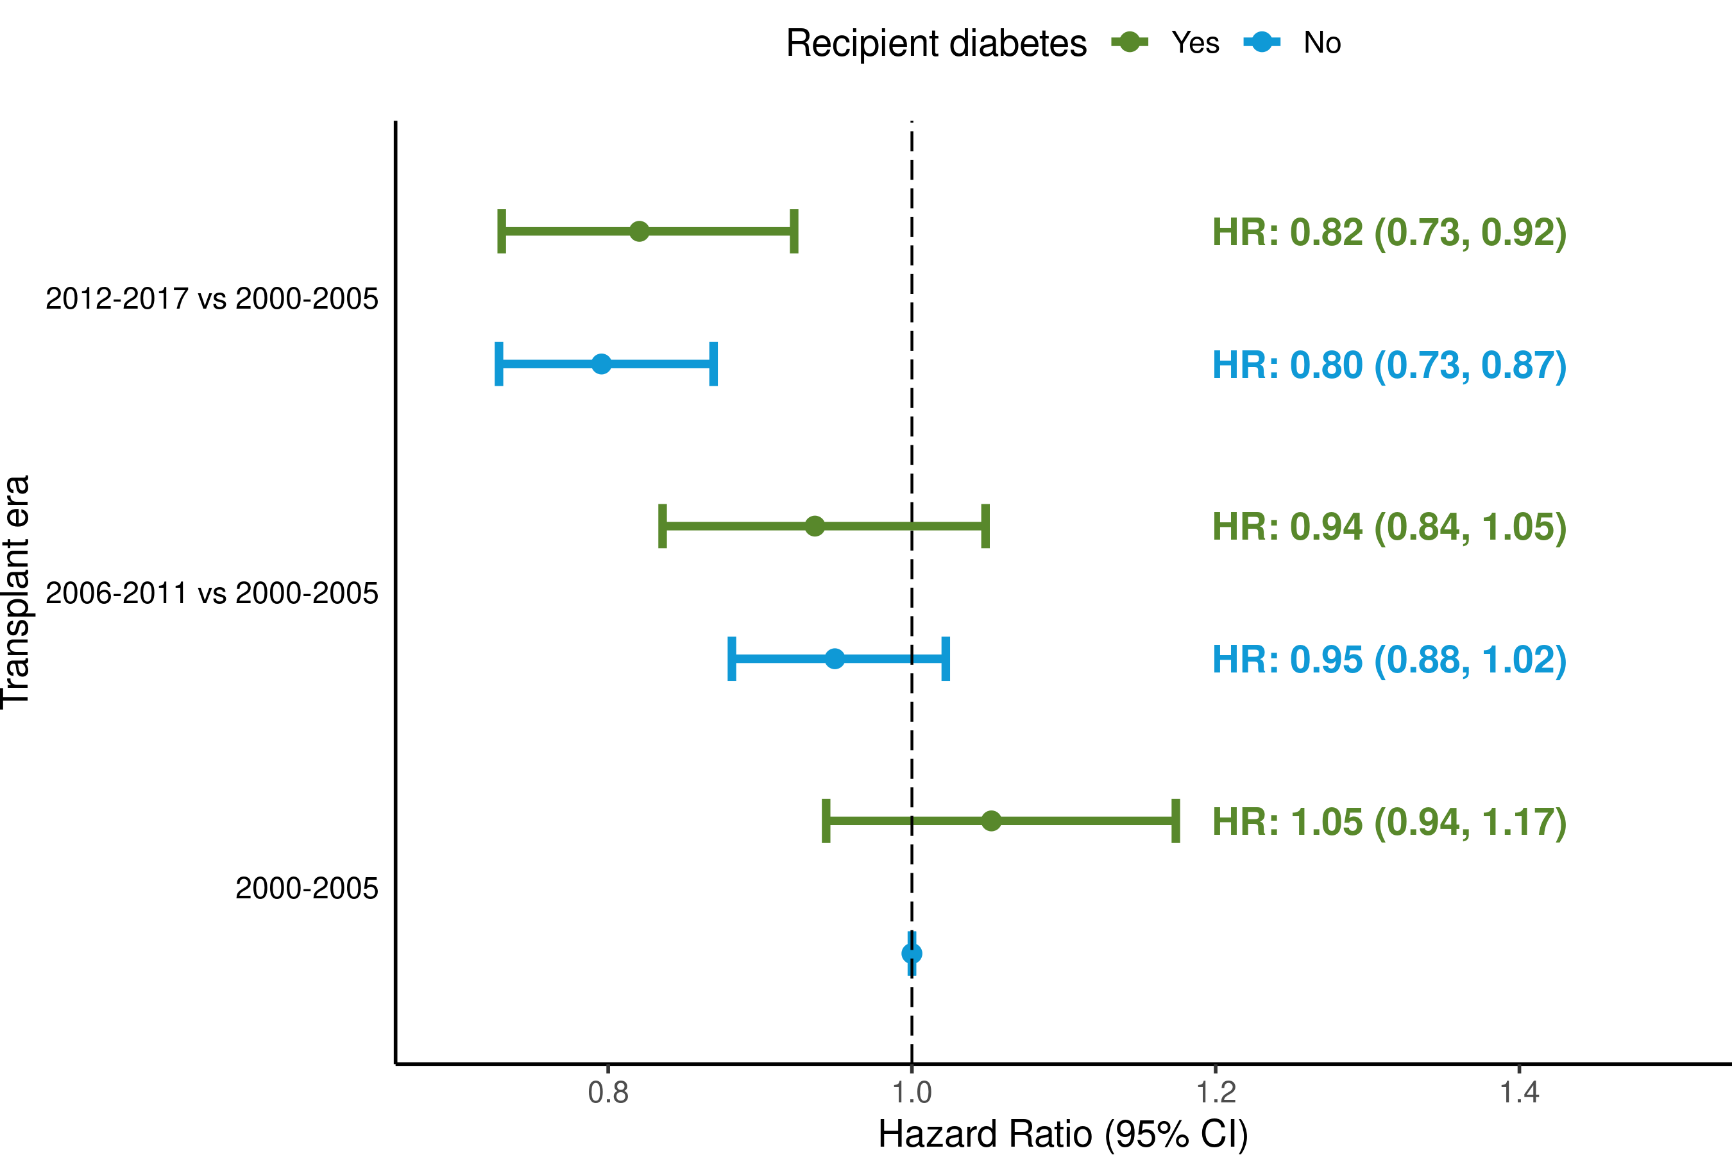 Recipient diabetes Yes No
HR: 0.82 (0.73, 0.92)
2012-2017 vs 2000-2005
HR: 0.80 (0.73, 0.87)
HR: 0.94 (0.84, 1.05)
Transplant era
2006-2011 vs 2000-2005
HR: 0.95 (0.88, 1.02)
HR: 1.05 (0.94, 1.17)
2000-2005
0.8 1.0 1.2 1.4
Hazard Ratio (95% CI)